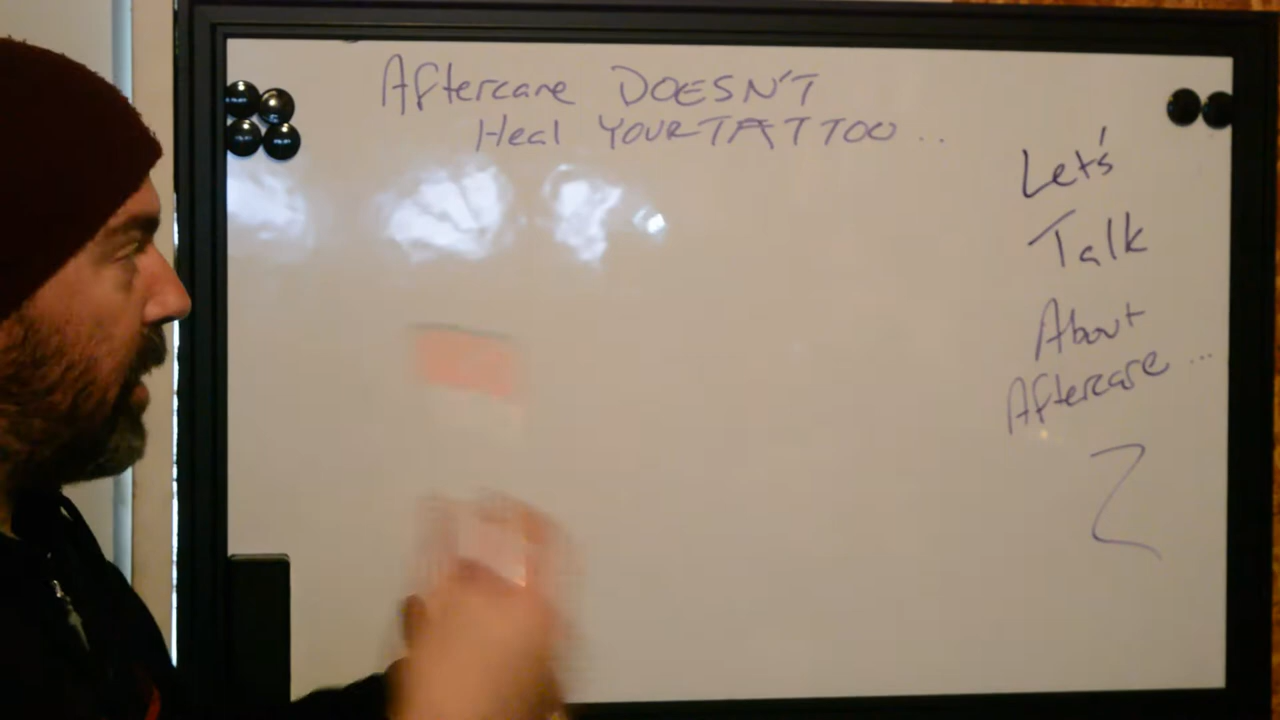 Aftercare DOESN'T
Heal YOUR TATTOO ..
Let's
Talk
About
Aftercare ...